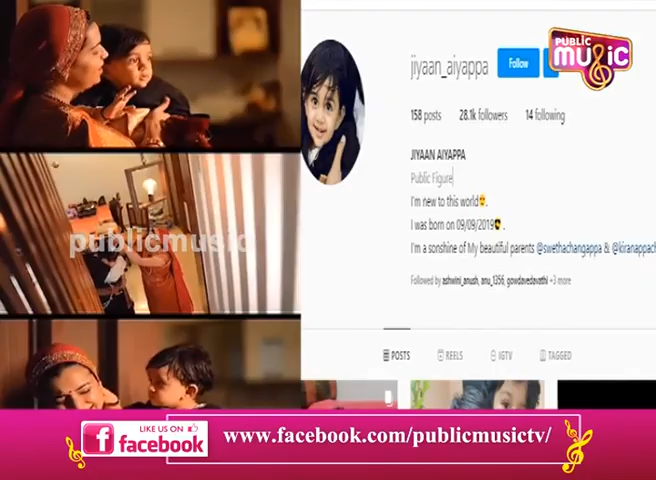 publicmusic
jiyaan_aiyappa
Follow
PUBLIC
music
158 posts 28.1k followers 14 following
JIYAAN AIYAPPA
Public Figure
I'm new to this world
I was born on 09/09/2019
I'm a sonshine of My beautiful parents @swethachangappa & @kiranappach
Followed by ashwini_anush, anu_1356, gowdavedavathi +3 more
POSTS REELS IGTV TAGGED
LIKE US ON
f facebook
www.facebook.com/publicmusictv/